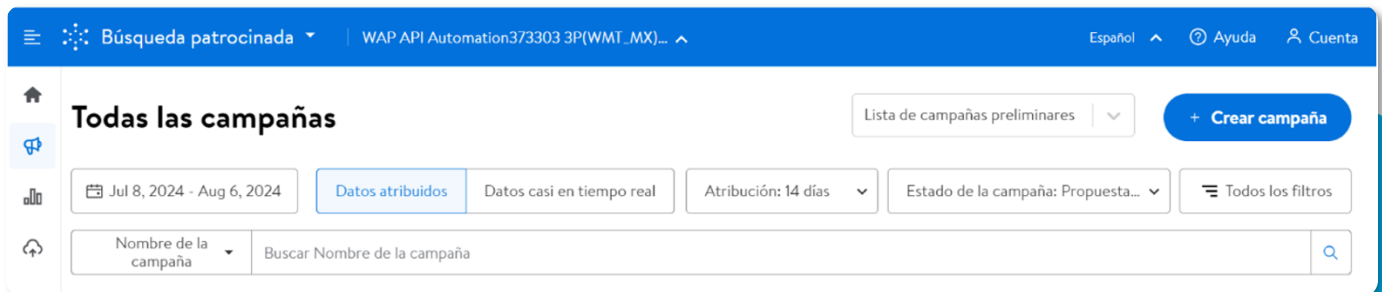 Búsqueda patrocinada
WAP API Automation373303 3P(WMT_MX)...
Español
Ayuda
Cuenta
Todas las campañas
Lista de campañas preliminares
+ Crear campaña
Jul 8, 2024 - Aug 6, 2024
Datos atribuidos
Datos casi en tiempo real
Atribución: 14 días
Estado de la campaña: Propuesta...
Todos los filtros
Nombre de la
campaña
Buscar Nombre de la campaña